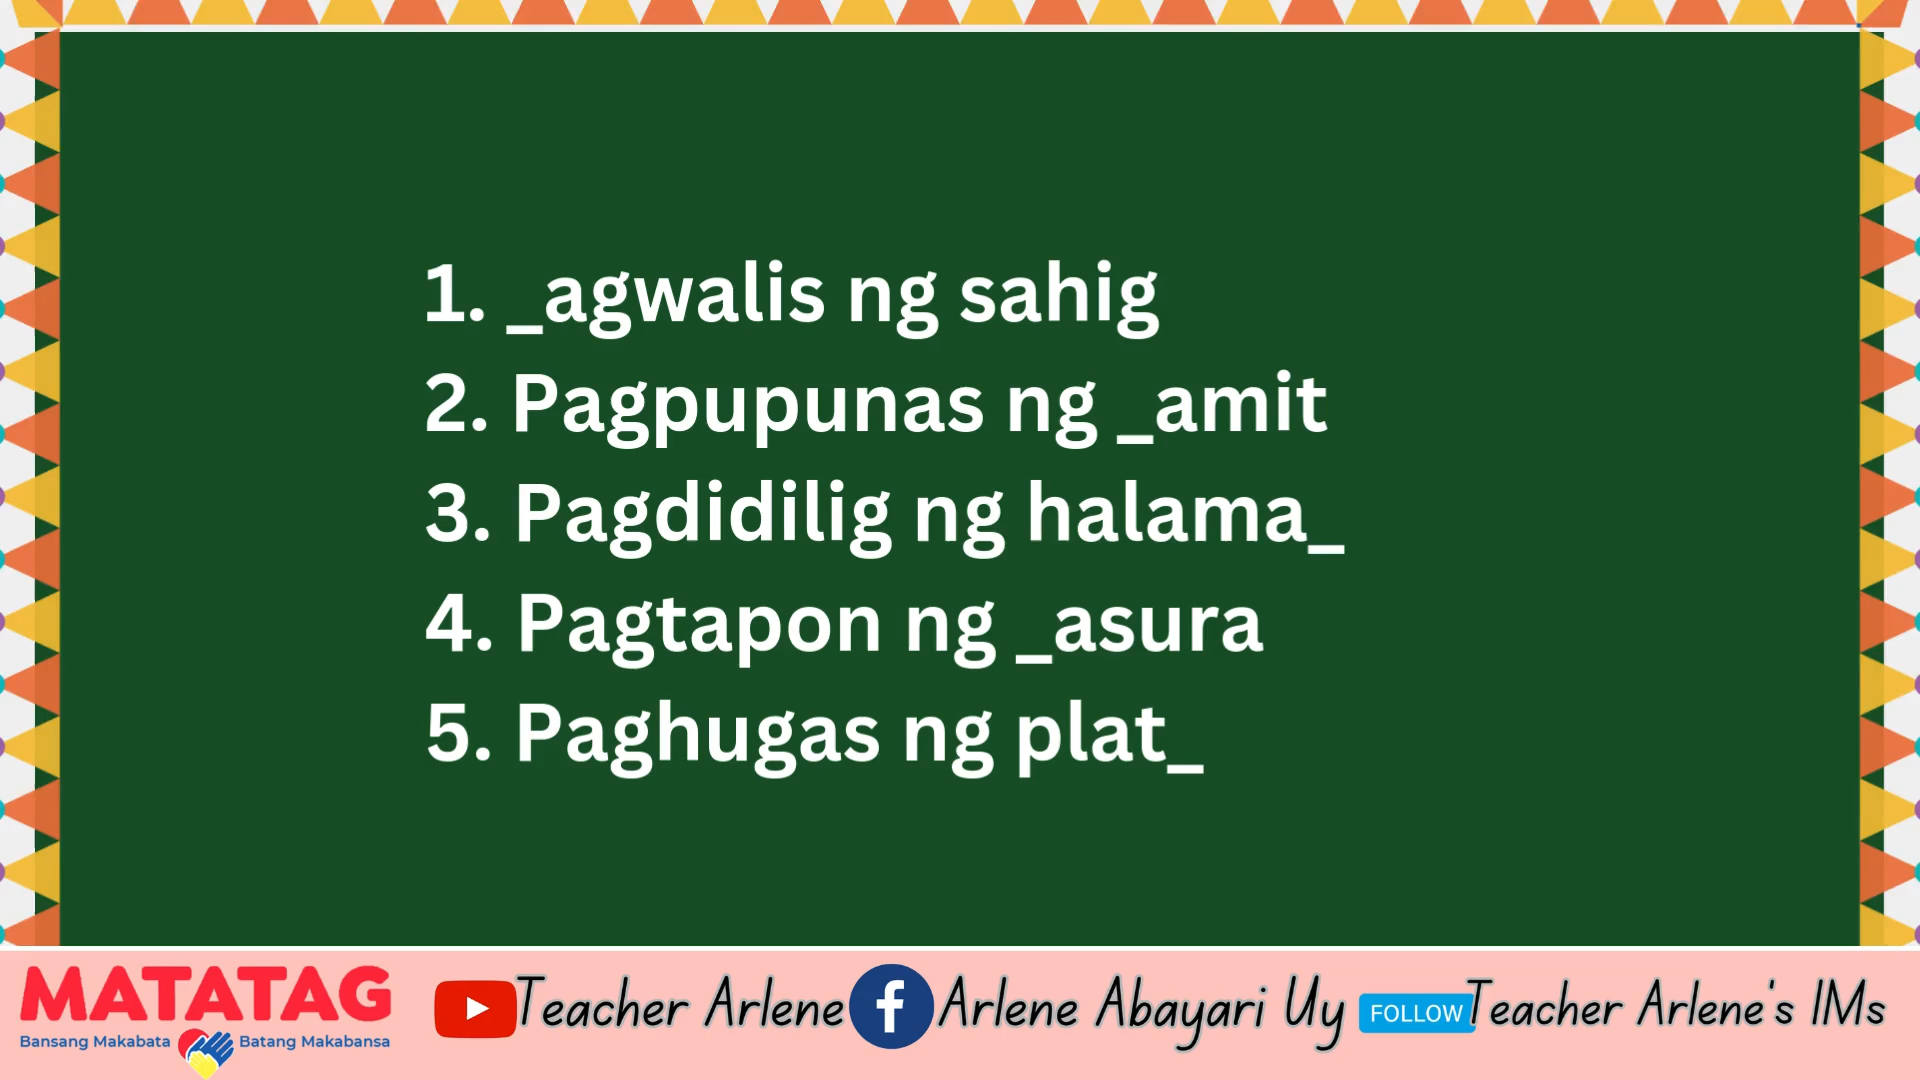 1. _agwalis ng sahig
2. Pagpupunas ng _amit
3. Pagdidilig ng halama_
4. Pagtapon ng _asura
5. Paghugas ng plat_
MATATAG
Bansang Makabata Batang Makabansa
Teacher Arlene
Arlene Abayari Uy
FOLLOW
Teacher Arlene's IMs